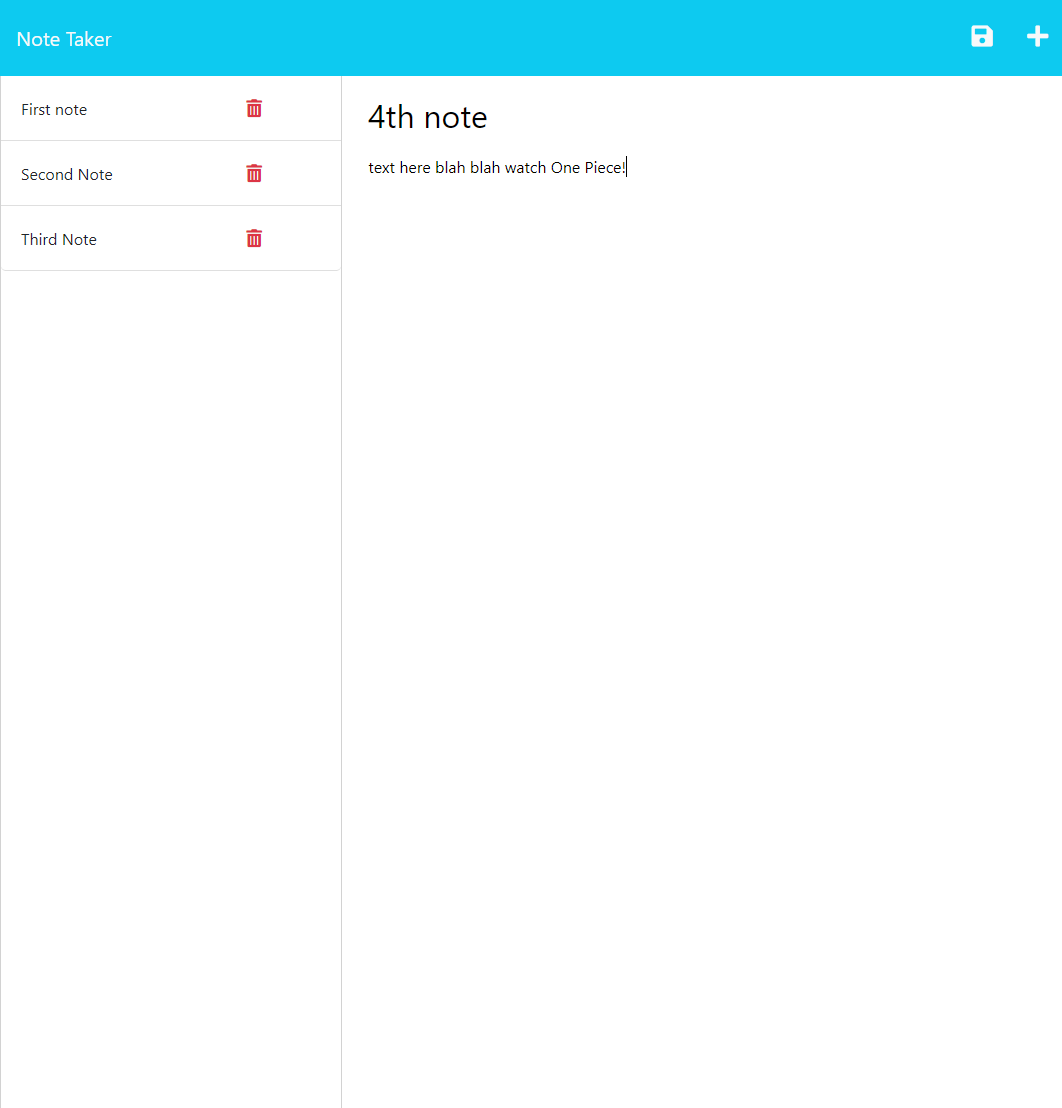 Note Taker
First note
Second Note
Third Note
4th note
text here blah blah watch One Piece!